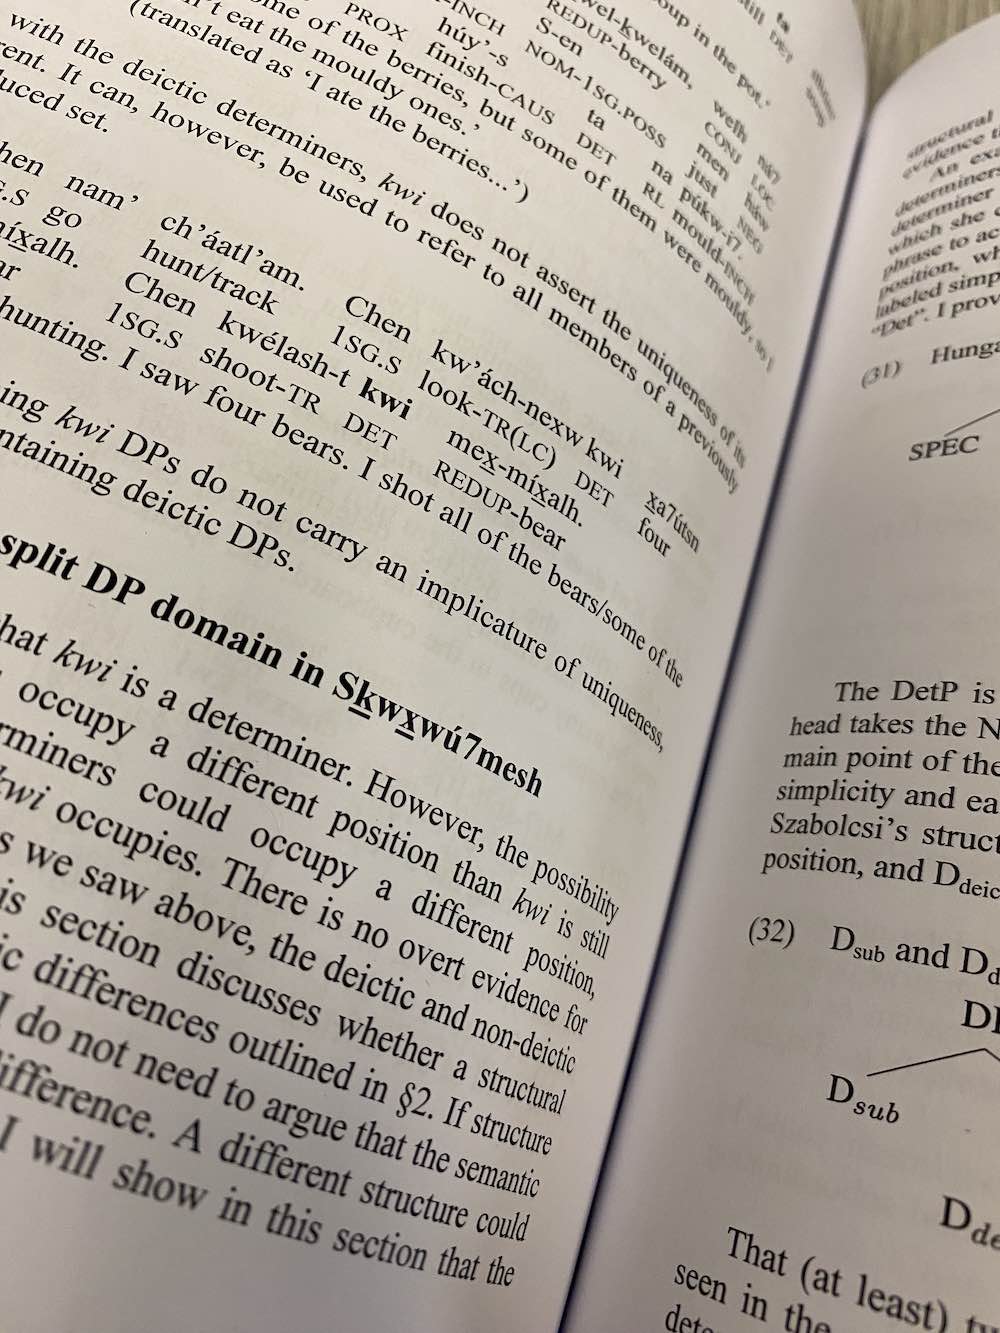 oup in the pot.'
wel-kwelám, welh ná7
REDUP-berry CONJ LOC
-INCH S-en men háw
PROX húy'-s NOM-1SG.POSS just NEG
finish-CAUS ta na púkw-i7.
DET RL mould-INCH
me of the berries, but some of them were mouldy, so I
't eat the mouldy ones.'
(translated as 'I ate the berries...')
with the deictic determiners, kwi does not assert the uniqueness of its
rent. It can, however, be used to refer to all members of a previously
duced set.
hen nam' ch'áatl'am. Chen kw'ách-nexw kwi xa7útsn
G.S go hunt/track 1SG.S look-TR(LC) DET four
míxalh. Chen kwélash-t kwi mex-míxalh.
ar 1SG.S shoot-TR DET REDUP-bear
hunting. I saw four bears. I shot all of the bears/some of the
ing kwi DPs do not carry an implicature of uniqueness,
ntaining deictic DPs.
split DP domain in Skwxwú7mesh
hat kwi is a determiner. However, the possibility
occupy a different position than kwi is still
rminers could occupy a different position,
kwi occupies. There is no overt evidence for
s we saw above, the deictic and non-deictic
is section discusses whether a structural
ic differences outlined in §2. If structure
I do not need to argue that the semantic
ifference. A different structure could
I will show in this section that the
structural
evidence t
An exa
determiners
determiner
which she
phrase to ac
position, wh
labeled simp
"Det". I prov
(31) Hunga
SPEC
The DetP is
head takes the N
main point of the
simplicity and ea
Szabolcsi's struct
position, and Ddeic
(32) Dsub and Dd
DP
Dsub
Dde
That (at least) tw
seen in the
dete